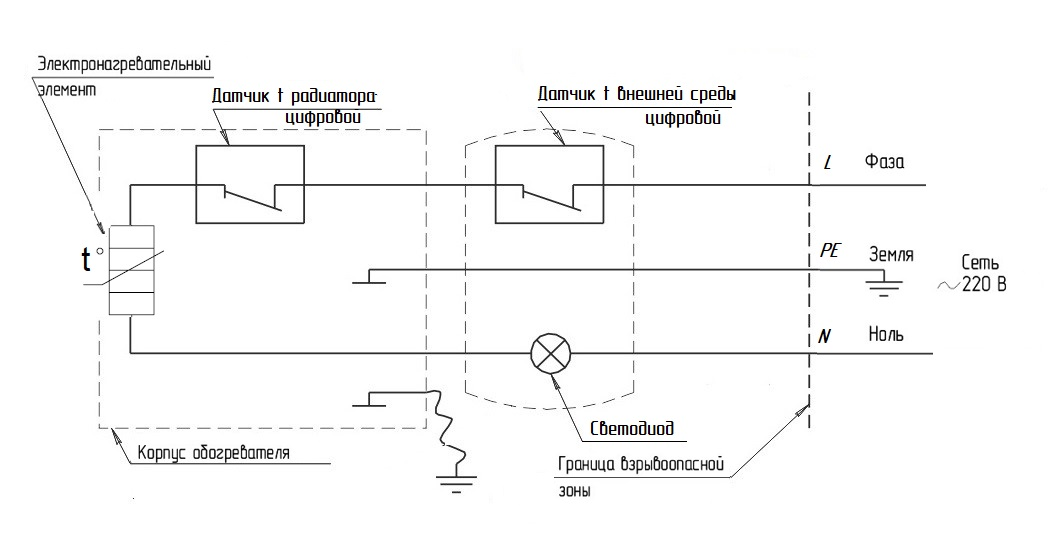 Электронагревательный
элемент
Датчик t радиатора-
цифровой
Датчик t внешней среды
цифровой
L Фаза
t°
PE Земля
Сеть
~220 В
N Ноль
Светодиод
Корпус обогревателя
Граница взрывоопасной
зоны